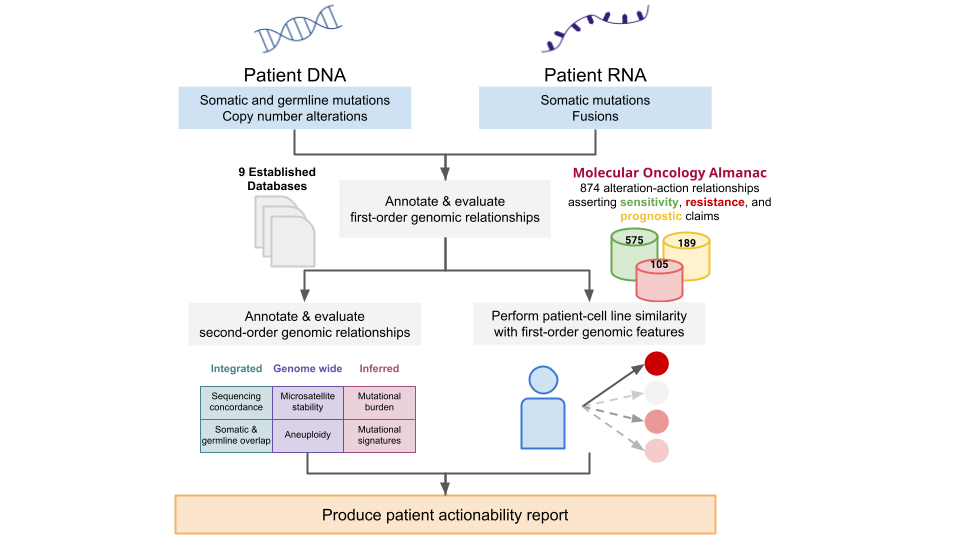 Patient DNA
Patient RNA
Somatic and germline mutations
Copy number alterations
Somatic mutations
Fusions
9 Established
Databases
Annotate & evaluate
first-order genomic relationships
Molecular Oncology Almanac
874 alteration-action relationships
asserting sensitivity, resistance, and
prognostic claims
575
189
105
Annotate & evaluate
second-order genomic relationships
Perform patient-cell line similarity
with first-order genomic features
Integrated
Genome wide
Inferred
Sequencing
concordance
Microsatellite
stability
Mutational
burden
Somatic &
germline overlap
Aneuploidy
Mutational
signatures
Produce patient actionability report